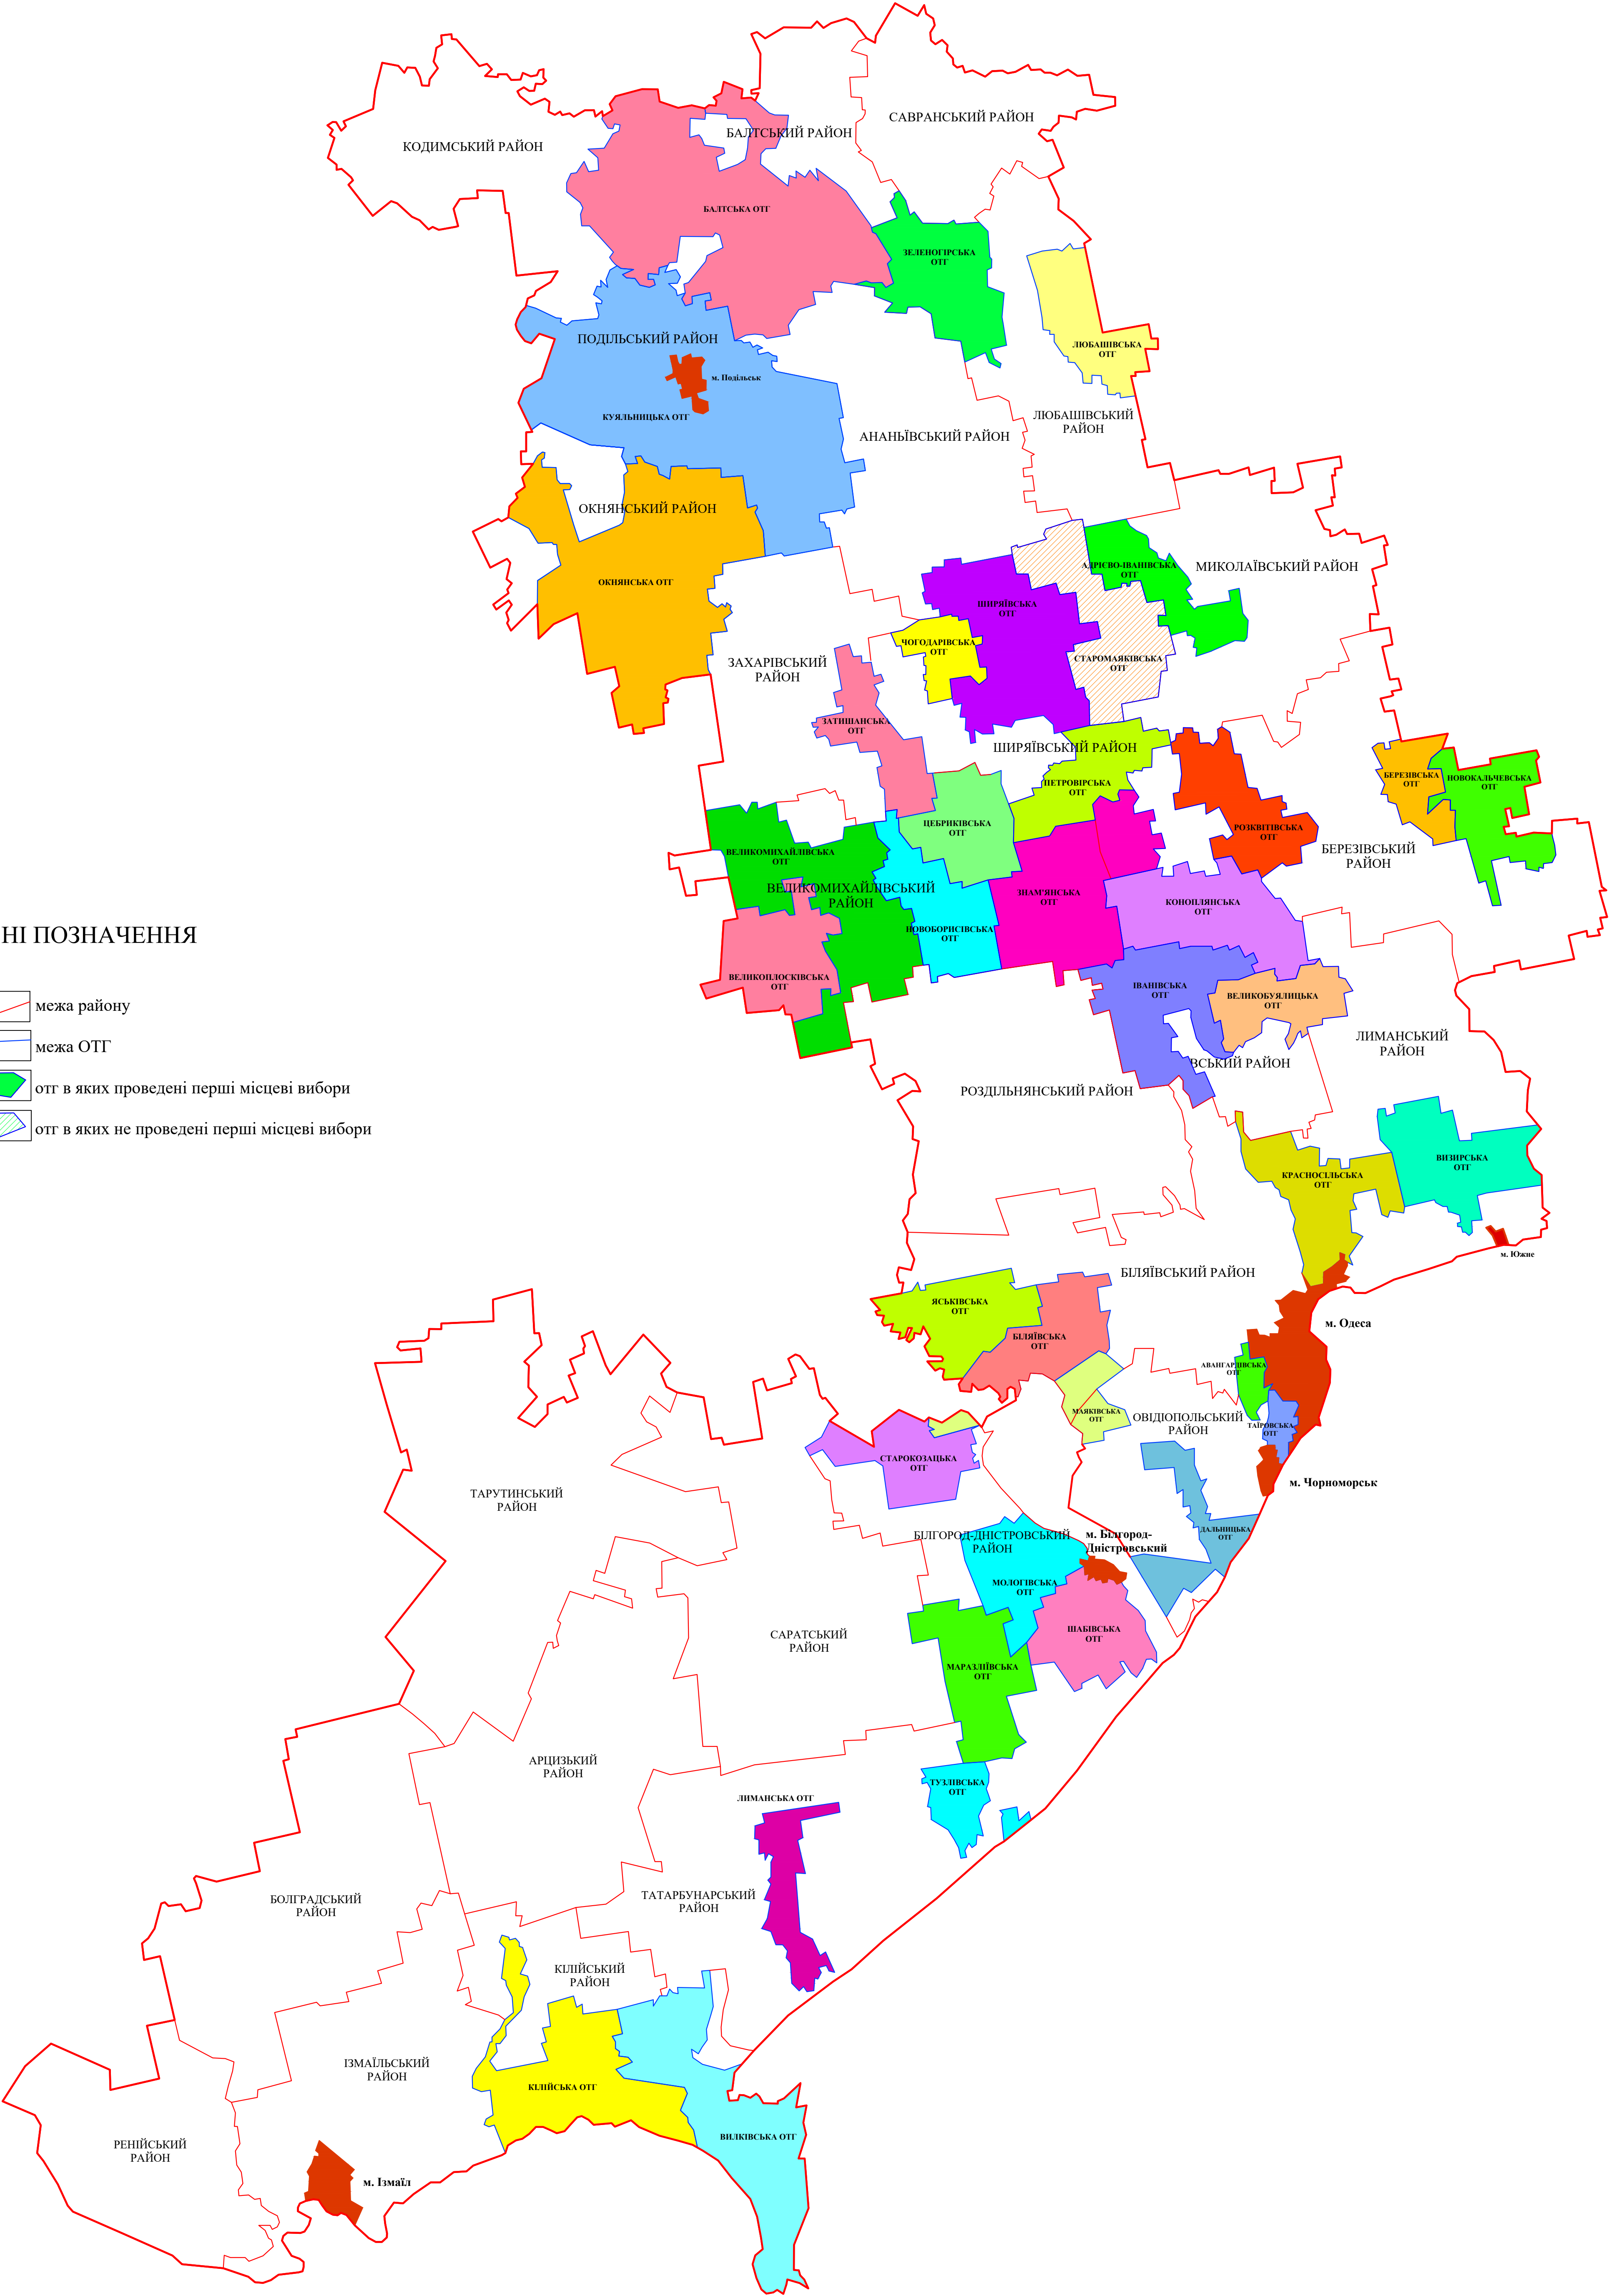 САВРАНСЬКИЙ РАЙОН
БАЛТСЬКИЙ РАЙОН
КОДИМСЬКИЙ РАЙОН
БАЛТСЬКА ОТГ
ЗЕЛЕНОГІРСЬКА
ОТГ
ПОДІЛЬСЬКИЙ РАЙОН
ЛЮБАШІВСЬКА
ОТГ
м. Подільськ
КУЯЛЬНИЦЬКА ОТГ
ЛЮБАШІВСЬКИЙ
РАЙОН
АНАНЬЇВСЬКИЙ РАЙОН
ОКНЯНСЬКИЙ РАЙОН
АДРІЄВО-ІВАНІВСЬКА
ОТГ
МИКОЛАЇВСЬКИЙ РАЙОН
ОКНЯНСЬКА ОТГ
ШИРЯЇВСЬКА
ОТГ
ЧОГОДАРІВСЬКА
ОТГ
СТАРОМАЯКІВСЬКА
ОТГ
ЗАХАРІВСЬКИЙ
РАЙОН
ЗАТИШАНСЬКА
ОТГ
ШИРЯЇВСЬКИЙ РАЙОН
ПЕТРОВІРСЬКА
ОТГ
БЕРЕЗІВСЬКА
ОТГ
НОВОКАЛЬЧЕВСЬКА
ОТГ
ЦЕБРИКІВСЬКА
ОТГ
РОЗКВІТІВСЬКА
ОТГ
БЕРЕЗІВСЬКИЙ
РАЙОН
ВЕЛИКОМИХАЙЛІВСЬКА
ОТГ
ВЕЛИКОМИХАЙЛІВСЬКИЙ
РАЙОН
ЗНАМ'ЯНСЬКА
ОТГ
КОНОПЛЯНСЬКА
ОТГ
НОВОБОРИСІВСЬКА
ОТГ
НІ ПОЗНАЧЕННЯ
ВЕЛИКОПЛОСКІВСЬКА
ОТГ
ІВАНІВСЬКА
ОТГ
ВЕЛИКОБУЯЛИЦЬКА
ОТГ
межа району
межа ОТГ
ЛИМАНСЬКИЙ
РАЙОН
ВСЬКИЙ РАЙОН
отг в яких проведені перші місцеві вибори
РОЗДІЛЬНЯНСЬКИЙ РАЙОН
отг в яких не проведені перші місцеві вибори
ВИЗИРСЬКА
ОТГ
КРАСНОСІЛЬСЬКА
ОТГ
м. Южне
БІЛЯЇВСЬКИЙ РАЙОН
ЯСЬКІВСЬКА
ОТГ
м. Одеса
БІЛЯЇВСЬКА
ОТГ
АВАНГАРДІВСЬКА
ОТГ
МАЯКІВСЬКА
ОТГ
ОВІДІОПОЛЬСЬКИЙ
РАЙОН
ТАЇРОВСЬКА
ОТГ
СТАРОКОЗАЦЬКА
ОТГ
м. Чорноморськ
ТАРУТИНСЬКИЙ
РАЙОН
ДАЛЬНИЦЬКА
ОТГ
БІЛГОРОД-ДНІСТРОВСЬКИЙ
РАЙОН
м. Білгород-
Дністровський
МОЛОГІВСЬКА
ОТГ
САРАТСЬКИЙ
РАЙОН
ШАБІВСЬКА
ОТГ
МАРАЗЛІЇВСЬКА
ОТГ
АРЦИЗЬКИЙ
РАЙОН
ТУЗЛІВСЬКА
ОТГ
ЛИМАНСЬКА ОТГ
БОЛГРАДСЬКИЙ
РАЙОН
ТАТАРБУНАРСЬКИЙ
РАЙОН
КІЛІЙСЬКИЙ
РАЙОН
ІЗМАЇЛЬСЬКИЙ
РАЙОН
КІЛІЙСЬКА ОТГ
ВИЛКІВСЬКА ОТГ
РЕНІЙСЬКИЙ
РАЙОН
м. Ізмаїл